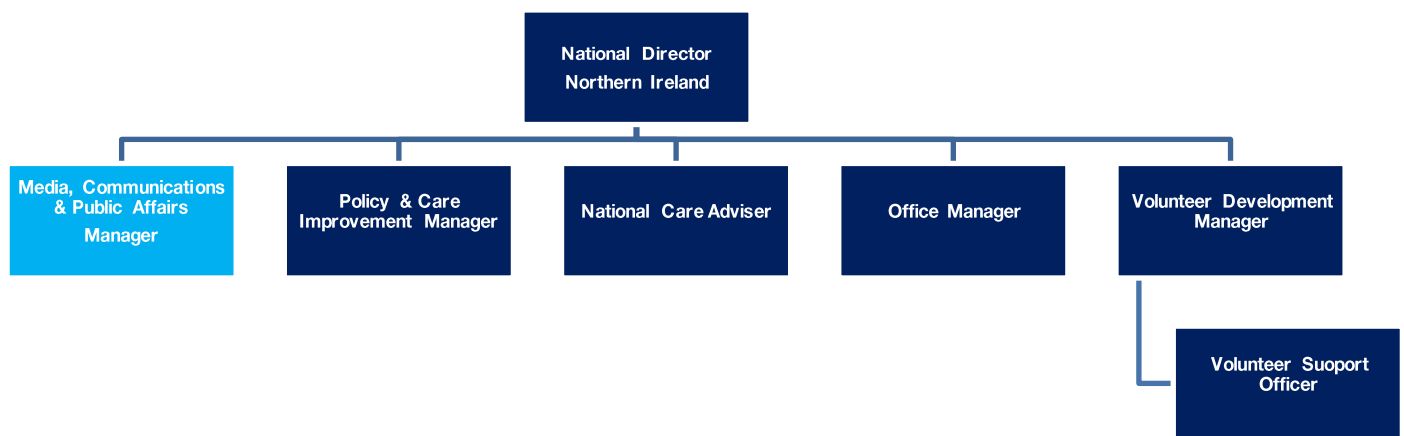 National Director
Northern Ireland
Media, Communications
& Public Affairs
Manager
Policy & Care
Improvement Manager
National Care Adviser
Office Manager
Volunteer Development
Manager
Volunteer Suoport
Officer